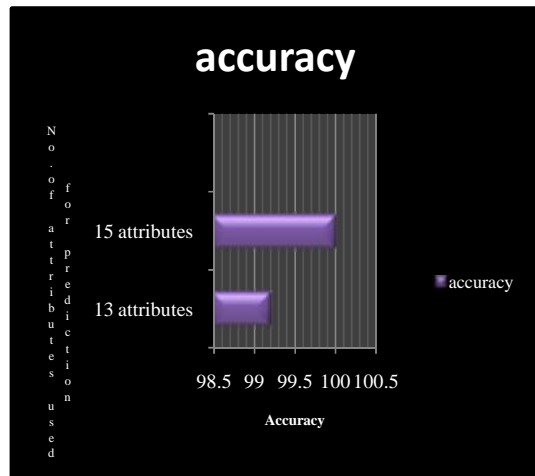 accuracy
No. of attributes used
for prediction
15 attributes
13 attributes
accuracy
98.5 99 99.5 100 100.5
Accuracy